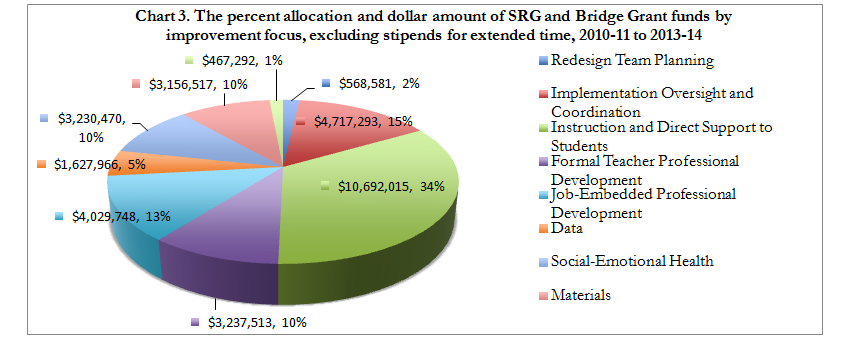 Chart 3. The percent allocation and dollar amount of SRG and Bridge Grant funds by
improvement focus, excluding stipends for extended time, 2010-11 to 2013-14
$467,292, 1%
$568,581, 2%
$3,156,517, 10%
$4,717,293, 15%
$3,230,470,
10%
$1,627,966, 5%
$10,692,015, 34%
$4,029,748, 13%
$3,237,513, 10%
Redesign Team Planning
Implementation Oversight and
Coordination
Instruction and Direct Support to
Students
Formal Teacher Professional
Development
Job-Embedded Professional
Development
Data
Social-Emotional Health
Materials